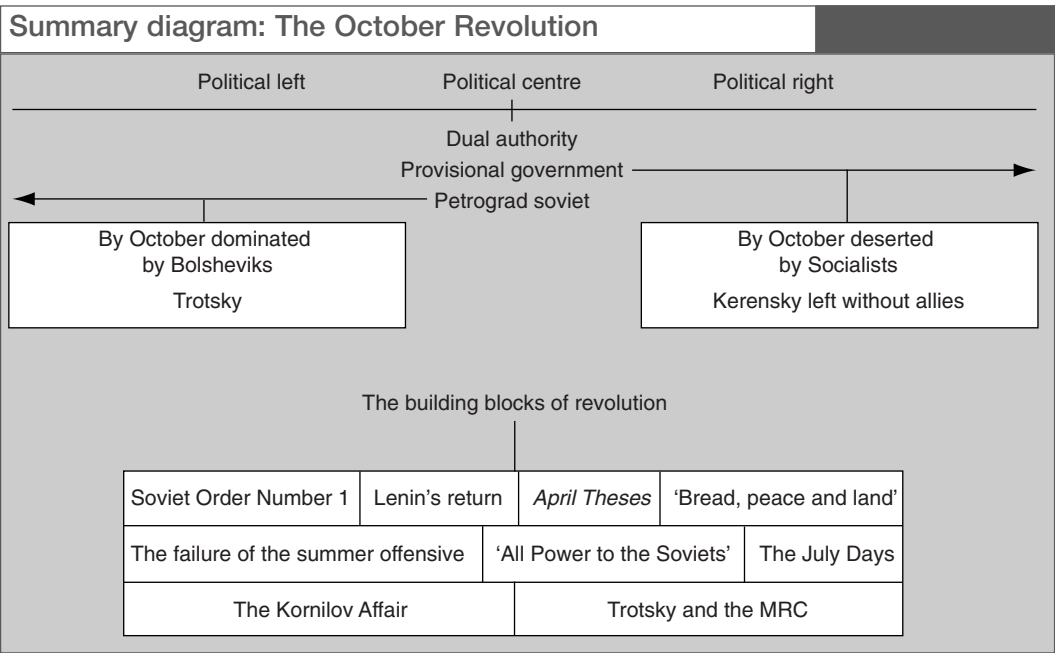 Summary diagram: The October Revolution
Political left
Political centre
Political right
Dual authority
Provisional government
Petrograd soviet
By October dominated
by Bolsheviks
Trotsky
By October deserted
by Socialists
Kerensky left without allies
The building blocks of revolution
Soviet Order Number 1
Lenin’s return
April Theses
‘Bread, peace and land’
The failure of the summer offensive
‘All Power to the Soviets’
The July Days
The Kornilov Affair
Trotsky and the MRC